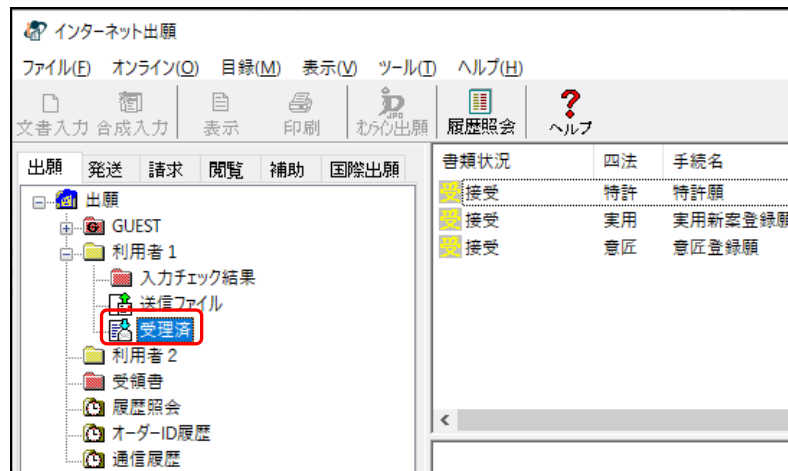 インターネット出願
ファイル(F) オンライン(O) 目録(M) 表示(V) ツール(T) ヘルプ(H)
文書入力 合成入力 表示 印刷 オンライン出願 履歴照会 ヘルプ
出願 発送 請求 閲覧 補助 国際出願
出願
GUEST
利用者1
入力チェック結果
送信ファイル
受理済
利用者2
受領書
履歴照会
オーダーID履歴
通信履歴
書類状況 四法 手続名
受 接受 特許 特許願
受 接受 実用 実用新案登録願
受 接受 意匠 意匠登録願